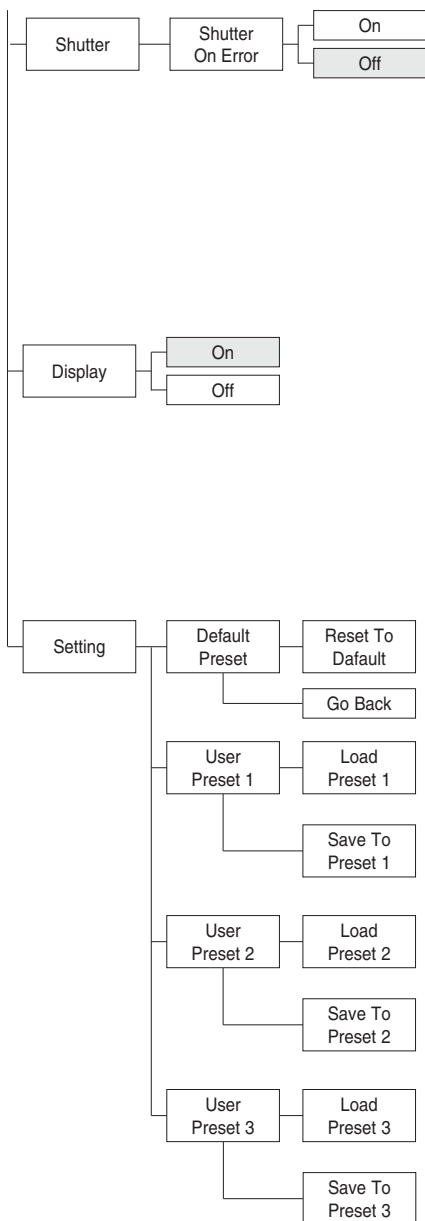 Shutter
Shutter
On Error
On
Off
Display
On
Off
Setting
Default
Preset
Reset To
Dafault
Go Back
User
Preset 1
Load
Preset 1
Save To
Preset 1
User
Preset 2
Load
Preset 2
Save To
Preset 2
User
Preset 3
Load
Preset 3
Save To
Preset 3